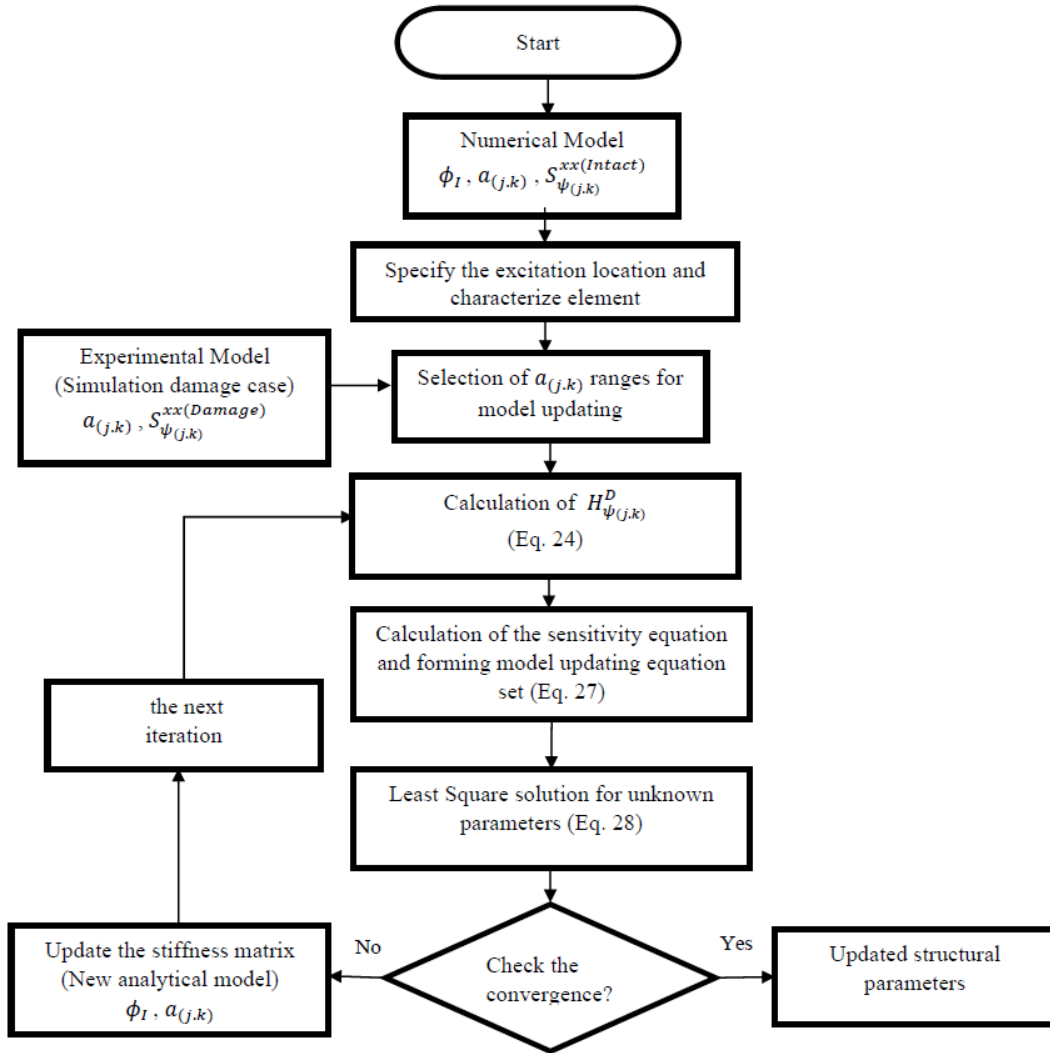 Start
Numerical Model
ϕ_I , a_(j.k) , S_ψ(j.k)^xx(Intact)
Specify the excitation location and
characterize element
Experimental Model
(Simulation damage case)
a_(j.k) , S_ψ(j.k)^xx(Damage)
Selection of a_(j.k) ranges for
model updating
Calculation of H_ψ(j.k)^D
(Eq. 24)
Calculation of the sensitivity equation
and forming model updating equation
set (Eq. 27)
the next
iteration
Least Square solution for unknown
parameters (Eq. 28)
Update the stiffness matrix
(New analytical model)
ϕ_I , a_(j.k)
No
Check the
convergence?
Yes
Updated structural
parameters